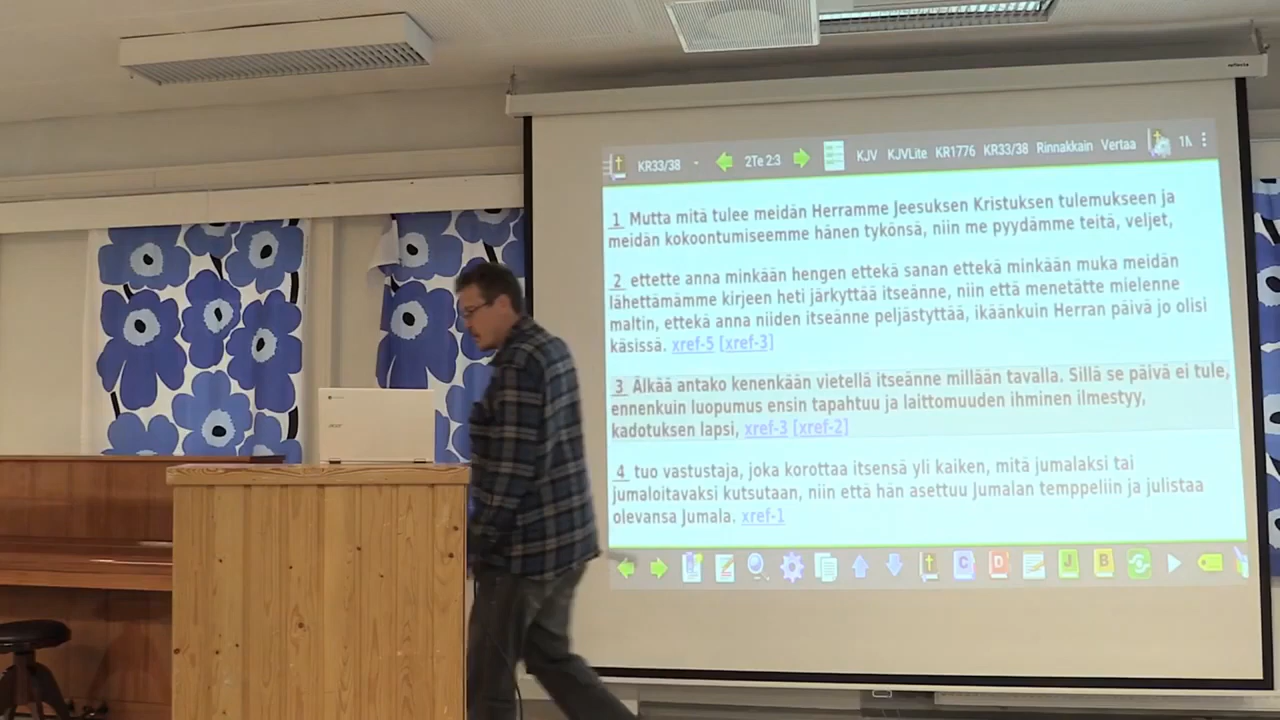 KR33/38 2Te 2:3 KJV KJVLite KR1776 KR33/38 Rinnakkain Vertaa
1 Mutta mitä tulee meidän Herramme Jeesuksen Kristuksen tulemukseen ja
meidän kokoontumiseemme hänen tykönsä, niin me pyydämme teitä, veljet,
2 ettette anna minkään hengen ettekä sanan ettekä minkään muka meidän
lähettämämme kirjeen heti järkyttää itseänne, niin että menetätte mielenne
maltin, ettekä anna niiden itseänne peljästyttää, ikäänkuin Herran päivä jo olisi
käsissä. xref-5 [xref-3]
3 Älkää antako kenenkään vietellä itseänne millään tavalla. Sillä se päivä ei tule,
ennenkuin luopumus ensin tapahtuu ja laittomuuden ihminen ilmestyy,
kadotuksen lapsi, xref-3 [xref-2]
4 tuo vastustaja, joka korottaa itsensä yli kaiken, mitä jumalaksi tai
jumaloitavaksi kutsutaan, niin että hän asettuu Jumalan temppeliin ja julistaa
olevansa Jumala. xref-1
C D J B
acer